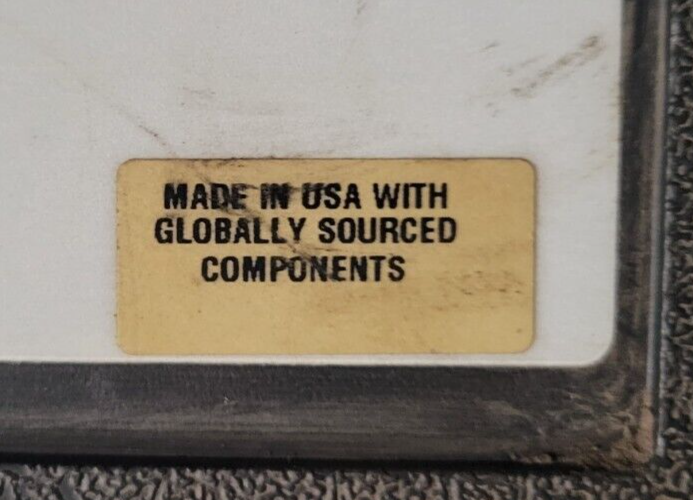 MADE IN USA WITH
GLOBALLY SOURCED
COMPONENTS